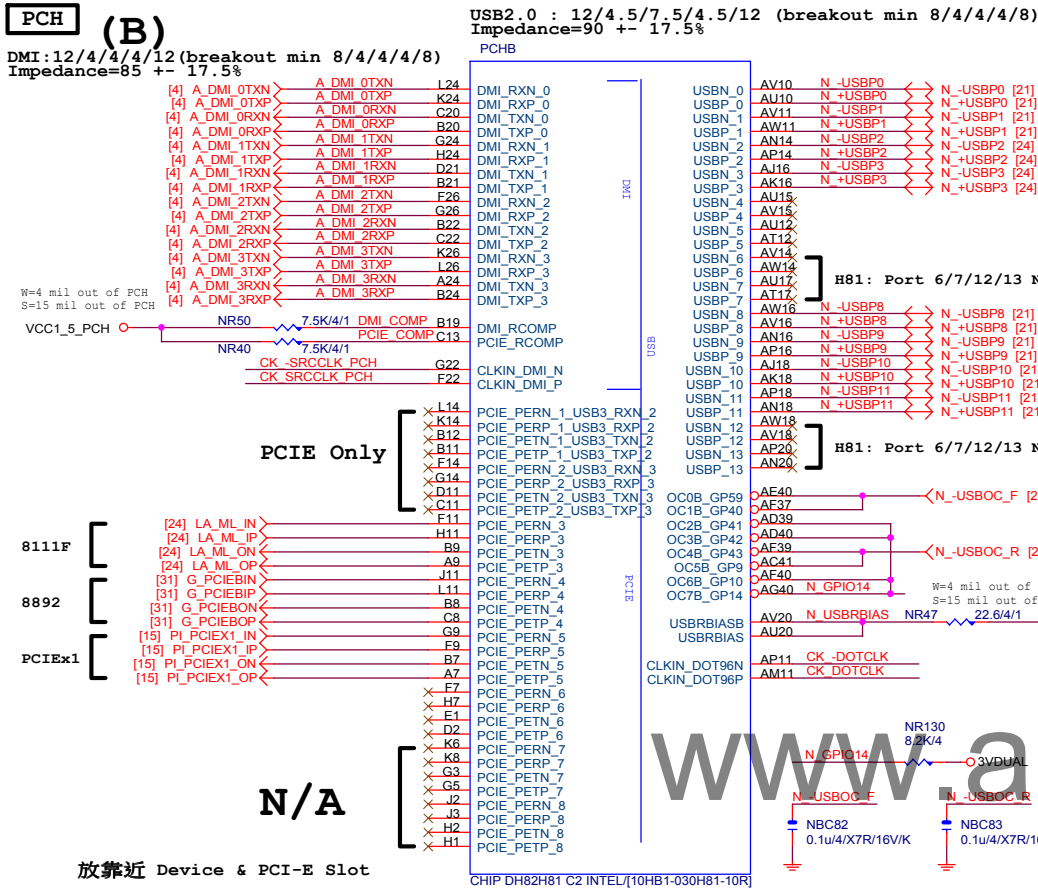 PCH
(B)
USB2.0 : 12/4.5/7.5/4.5/12 (breakout min 8/4/4/4/8)
Impedance=90 +- 17.5%
DMI:12/4/4/4/12(breakout min 8/4/4/4/4/8)
Impedance=85 +- 17.5%
PCHB
[4] A_DMI_0TXN A_DMI_0TXN L24 DMI_RXN_0
[4] A_DMI_0TXP A_DMI_0TXP K24 DMI_RXP_0
[4] A_DMI_0RXN A_DMI_0RXN C20 DMI_TXN_0
[4] A_DMI_0RXP A_DMI_0RXP B20 DMI_TXP_0
[4] A_DMI_1TXN A_DMI_1TXN G24 DMI_RXN_1
[4] A_DMI_1TXP A_DMI_1TXP H24 DMI_RXP_1
[4] A_DMI_1RXN A_DMI_1RXN D21 DMI_TXN_1
[4] A_DMI_1RXP A_DMI_1RXP B21 DMI_TXP_1
[4] A_DMI_2TXN A_DMI_2TXN F26 DMI_RXN_2
[4] A_DMI_2TXP A_DMI_2TXP G26 DMI_RXP_2
[4] A_DMI_2RXN A_DMI_2RXN B22 DMI_TXN_2
[4] A_DMI_2RXP A_DMI_2RXP C22 DMI_TXP_2
[4] A_DMI_3TXN A_DMI_3TXN K26 DMI_RXN_3
[4] A_DMI_3TXP A_DMI_3TXP L26 DMI_RXP_3
[4] A_DMI_3RXN A_DMI_3RXN A24 DMI_TXN_3
[4] A_DMI_3RXP A_DMI_3RXP B24 DMI_TXP_3
W=4 mil out of PCH
S=15 mil out of PCH
VCC1_5_PCH
NR50 7.5K/4/1 DMI_COMP B19 DMI_RCOMP
NR40 7.5K/4/1 PCIE_COMP C13 PCIE_RCOMP
CK_-SRCCLK_PCH G22 CLKIN_DMI_N
CK_SRCCLK_PCH F22 CLKIN_DMI_P
PCIE Only
L14 PCIE_PERN_1_USB3_RXN_2
K14 PCIE_PERP_1_USB3_RXP_2
B12 PCIE_PETN_1_USB3_TXN_2
B11 PCIE_PETP_1_USB3_TXP_2
F14 PCIE_PERN_2_USB3_RXN_3
G14 PCIE_PERP_2_USB3_RXP_3
D11 PCIE_PETN_2_USB3_TXN_3
C11 PCIE_PETP_2_USB3_TXP_3
8111F
[24] LA_ML_IN F11 PCIE_PERN_3
[24] LA_ML_IP H11 PCIE_PERP_3
[24] LA_ML_ON B9 PCIE_PETN_3
[24] LA_ML_OP A9 PCIE_PETP_3
8892
[31] G_PCIEBIN J11 PCIE_PERN_4
[31] G_PCIEBIP L11 PCIE_PERP_4
[31] G_PCIEBON B8 PCIE_PETN_4
[31] G_PCIEBOP C8 PCIE_PETP_4
PCIEx1
[15] PI_PCIEX1_IN G9 PCIE_PERN_5
[15] PI_PCIEX1_IP F9 PCIE_PERP_5
[15] PI_PCIEX1_ON B7 PCIE_PETN_5
[15] PI_PCIEX1_OP A7 PCIE_PETP_5
F7 PCIE_PERN_6
H7 PCIE_PERP_6
E1 PCIE_PETN_6
D2 PCIE_PETP_6
N/A
K6 PCIE_PERN_7
K8 PCIE_PERP_7
G3 PCIE_PETN_7
G5 PCIE_PETP_7
J2 PCIE_PERN_8
J3 PCIE_PERP_8
H2 PCIE_PETN_8
H1 PCIE_PETP_8
放靠近 Device & PCI-E Slot
DMI
USB
PCIE
USBN_0 AV10 N_-USBP0 N_-USBP0 [21]
USBP_0 AU10 N_+USBP0 N_+USBP0 [21]
USBN_1 AV11 N_-USBP1 N_-USBP1 [21]
USBP_1 AW11 N_+USBP1 N_+USBP1 [21]
USBN_2 AN14 N_-USBP2 N_-USBP2 [24]
USBP_2 AP14 N_+USBP2 N_+USBP2 [24]
USBN_3 AJ16 N_-USBP3 N_-USBP3 [24]
USBP_3 AK16 N_+USBP3 N_+USBP3 [24]
USBN_4 AU15
USBP_4 AV15
USBN_5 AU12
USBP_5 AT12
USBN_6 AV14
USBP_6 AW14
USBN_7 AU17
USBP_7 AT17
H81: Port 6/7/12/13 N
USBN_8 AW16 N_-USBP8 N_-USBP8 [21]
USBP_8 AV16 N_+USBP8 N_+USBP8 [21]
USBN_9 AN16 N_-USBP9 N_-USBP9 [21]
USBP_9 AP16 N_+USBP9 N_+USBP9 [21]
USBN_10 AJ18 N_-USBP10 N_-USBP10 [21
USBP_10 AK18 N_+USBP10 N_+USBP10 [21
USBN_11 AP18 N_-USBP11 N_-USBP11 [21
USBP_11 AN18 N_+USBP11 N_+USBP11 [21
USBN_12 AW18
USBP_12 AV18
USBN_13 AP20
USBP_13 AN20
H81: Port 6/7/12/13 N
OC0B_GP59 AE40 N_-USBOC_F [2
OC1B_GP40 AF37
OC2B_GP41 AD39
OC3B_GP42 AD40
OC4B_GP43 AF39 N_-USBOC_R [2
OC5B_GP9 AC41
OC6B_GP10 AF40
OC7B_GP14 AG40 N_GPIO14
W=4 mil out of
S=15 mil out of
USBRBIASB AV20 N_USBRBIAS NR47 22.6/4/1
USBRBIAS AU20
CLKIN_DOT96N AP11 CK_-DOTCLK
CLKIN_DOT96P AM11 CK_DOTCLK
NR130
8.2K/4
N_GPIO14 3VDUAL
www.a
N_-USBOC_F N_-USBOC_R
NBC82 NBC83
0.1u/4/X7R/16V/K 0.1u/4/X7R/1
CHIP DH82H81 C2 INTEL/[10HB1-030H81-10R]